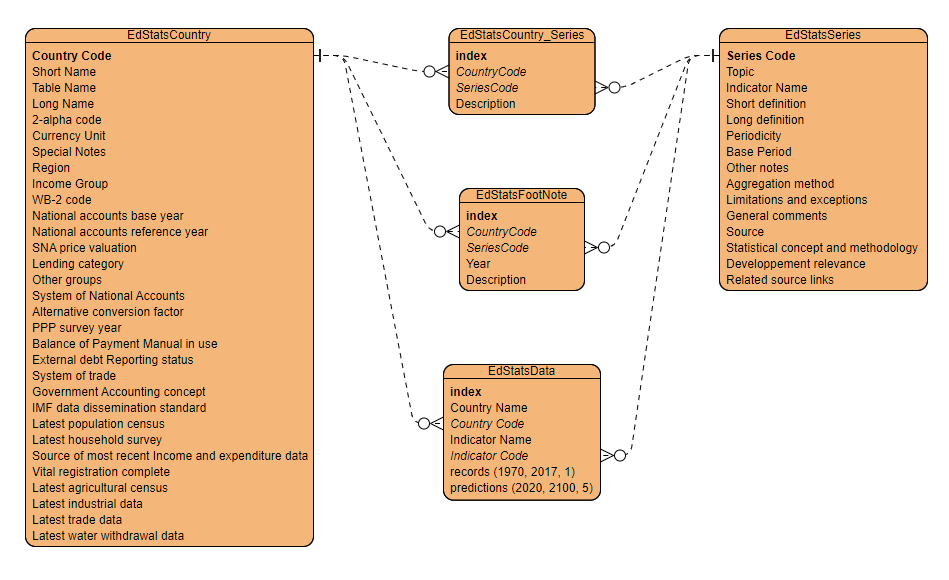 EdStatsCountry
Country Code
Short Name
Table Name
Long Name
2-alpha code
Currency Unit
Special Notes
Region
Income Group
WB-2 code
National accounts base year
National accounts reference year
SNA price valuation
Lending category
Other groups
System of National Accounts
Alternative conversion factor
PPP survey year
Balance of Payment Manual in use
External debt Reporting status
System of trade
Government Accounting concept
IMF data dissemination standard
Latest population census
Latest household survey
Source of most recent Income and expenditure data
Vital registration complete
Latest agricultural census
Latest industrial data
Latest trade data
Latest water withdrawal data
EdStatsCountry_Series
index
CountryCode
SeriesCode
Description
EdStatsFootNote
index
CountryCode
SeriesCode
Year
Description
EdStatsData
index
Country Name
Country Code
Indicator Name
Indicator Code
records (1970, 2017, 1)
predictions (2020, 2100, 5)
EdStatsSeries
Series Code
Topic
Indicator Name
Short definition
Long definition
Periodicity
Base Period
Other notes
Aggregation method
Limitations and exceptions
General comments
Source
Statistical concept and methodology
Developpement relevance
Related source links